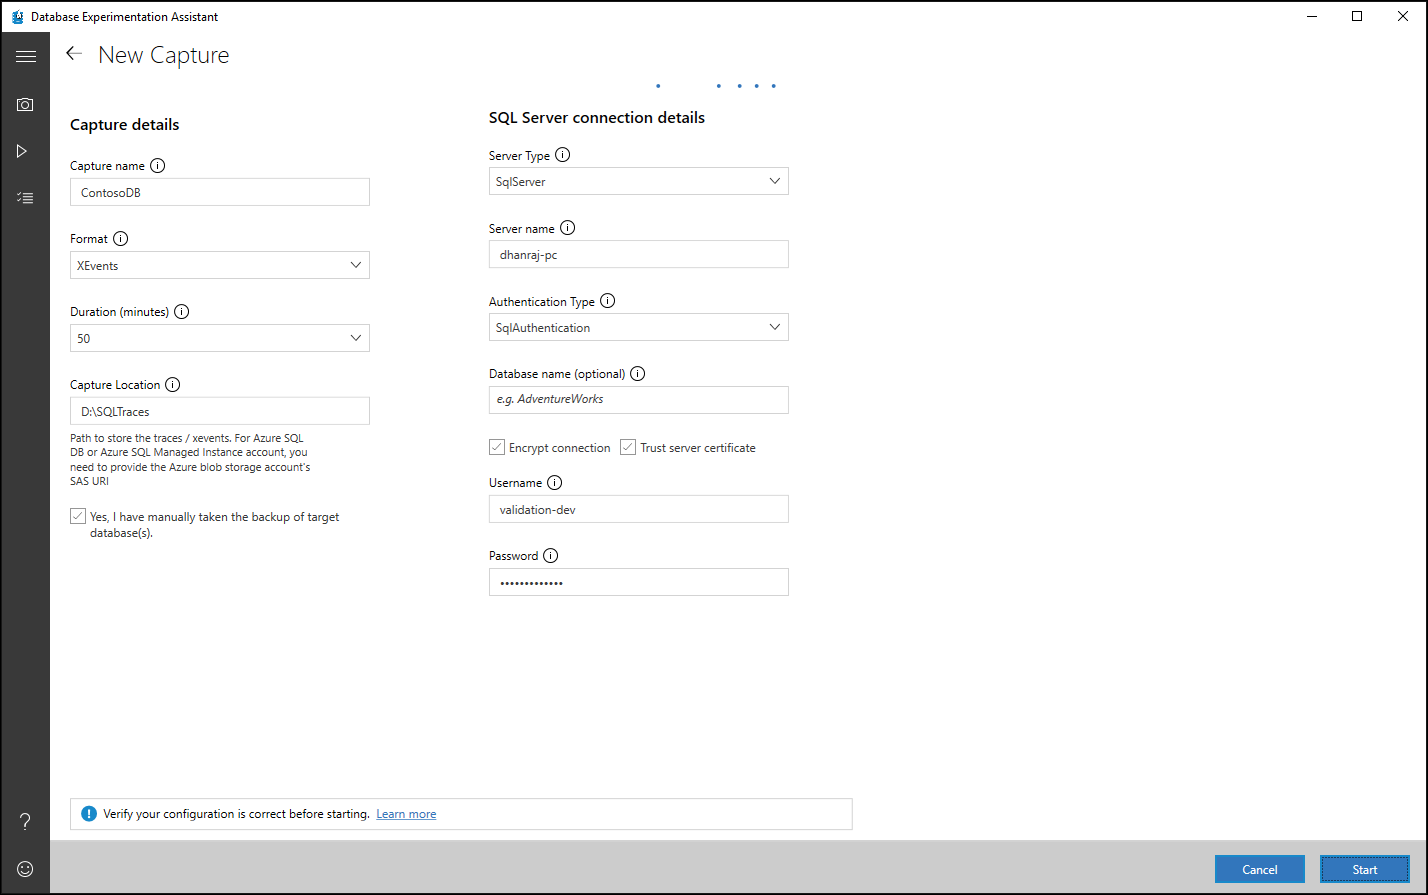 Database Experimentation Assistant
New Capture
Capture details
Capture name
ContosoDB
Format
XEvents
Duration (minutes)
50
Capture Location
D:\SQLTraces
Path to store the traces / xevents. For Azure SQL
DB or Azure SQL Managed Instance account, you
need to provide the Azure blob storage account's
SAS URI
Yes, I have manually taken the backup of target
database(s).
SQL Server connection details
Server Type
SqlServer
Server name
dhanraj-pc
Authentication Type
SqlAuthentication
Database name (optional)
e.g. AdventureWorks
Encrypt connection Trust server certificate
Username
validation-dev
Password
•••••••••••••
Verify your configuration is correct before starting. Learn more
Cancel Start